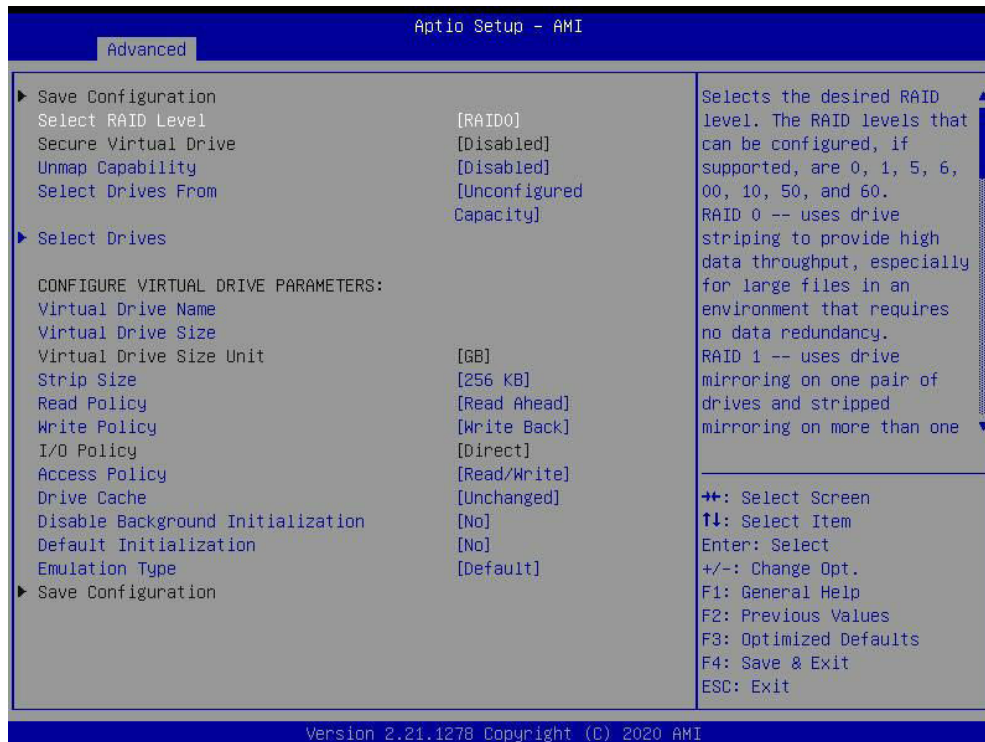 Aptio Setup - AMI
Advanced
▶ Save Configuration
Select RAID Level [RAID0]
Secure Virtual Drive [Disabled]
Unmap Capability [Disabled]
Select Drives From [Unconfigured
Capacity]
▶ Select Drives
CONFIGURE VIRTUAL DRIVE PARAMETERS:
Virtual Drive Name
Virtual Drive Size
Virtual Drive Size Unit [GB]
Strip Size [256 KB]
Read Policy [Read Ahead]
Write Policy [Write Back]
I/O Policy [Direct]
Access Policy [Read/Write]
Drive Cache [Unchanged]
Disable Background Initialization [No]
Default Initialization [No]
Emulation Type [Default]
▶ Save Configuration
Selects the desired RAID
level. The RAID levels that
can be configured, if
supported, are 0, 1, 5, 6,
00, 10, 50, and 60.
RAID 0 -- uses drive
striping to provide high
data throughput, especially
for large files in an
environment that requires
no data redundancy.
RAID 1 -- uses drive
mirroring on one pair of
drives and stripped
mirroring on more than one
→←: Select Screen
↑↓: Select Item
Enter: Select
+/-: Change Opt.
F1: General Help
F2: Previous Values
F3: Optimized Defaults
F4: Save & Exit
ESC: Exit
Version 2.21.1278 Copyright (C) 2020 AMI